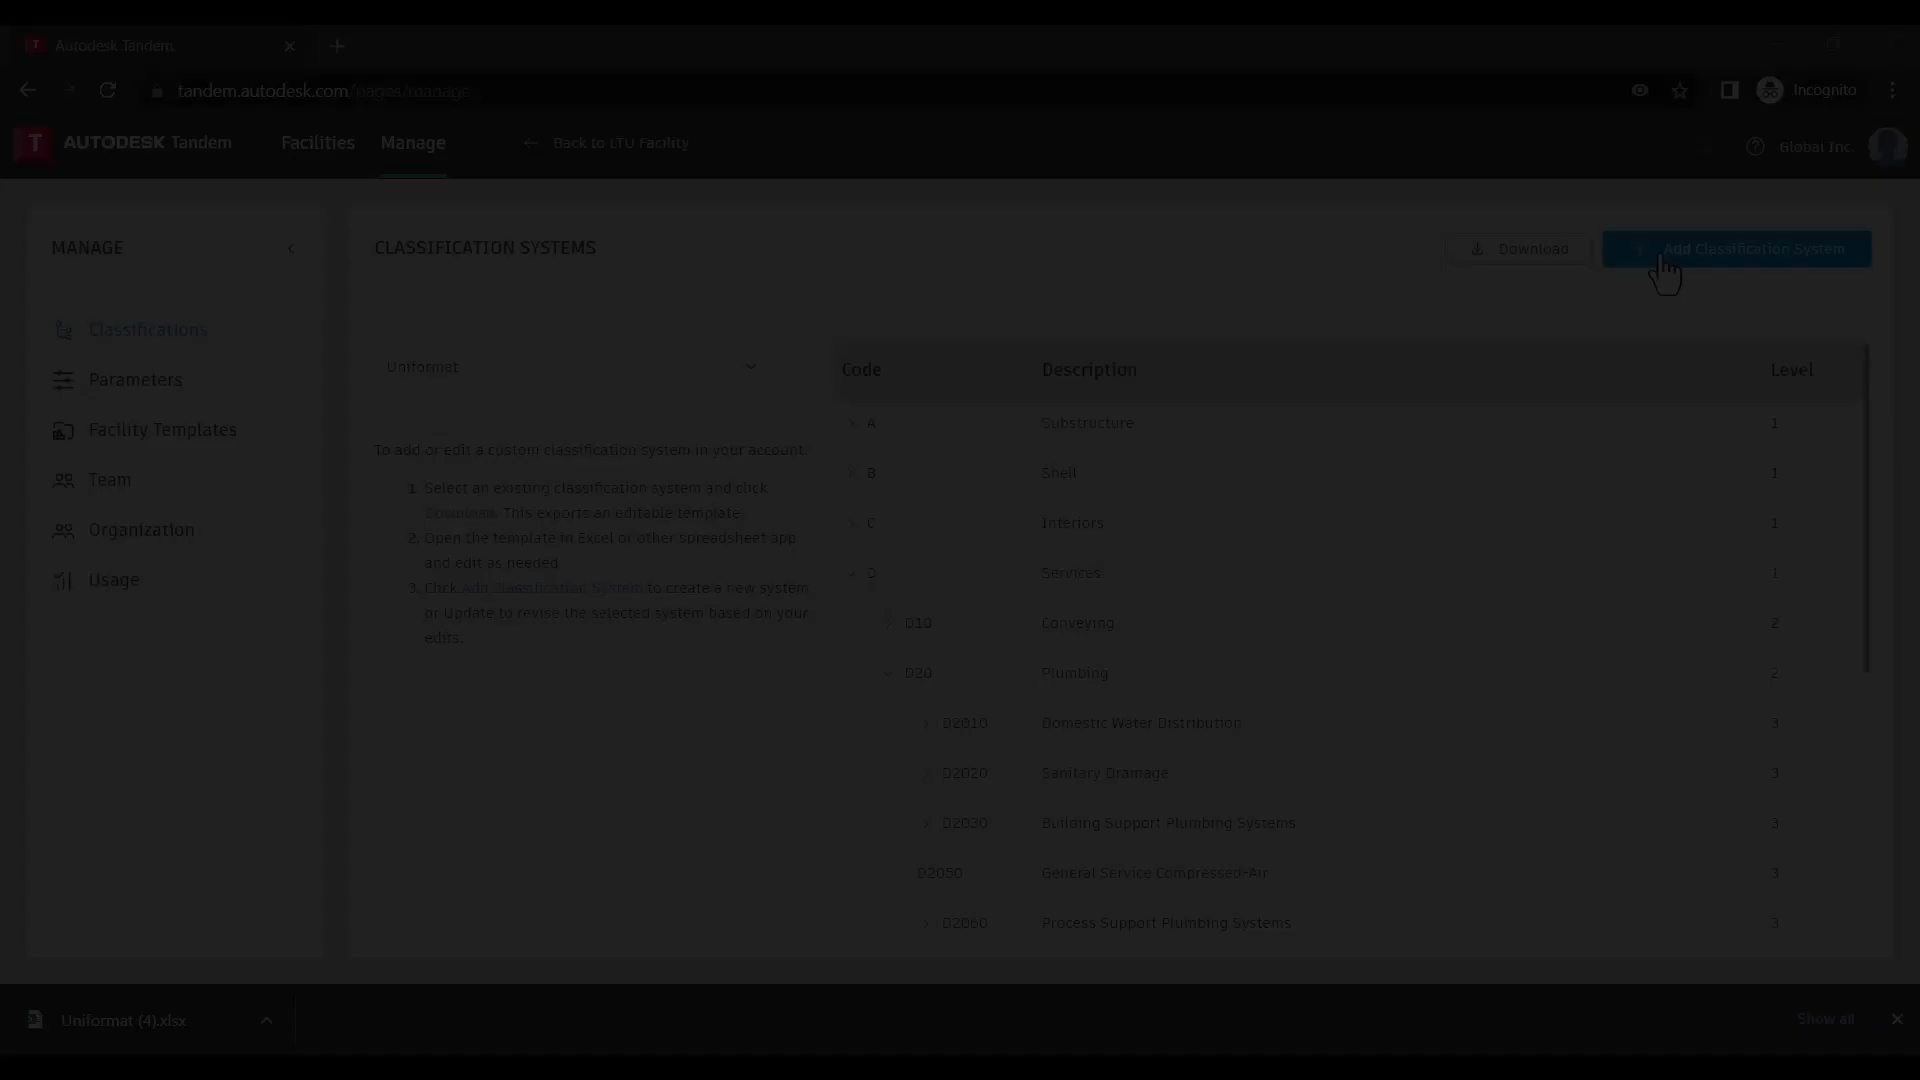 T Autodesk Tandem
tandem.autodesk.com/pages/manage
Incognito
T AUTODESK Tandem
Facilities
Manage
Back to LTU Facility
Global Inc.
MANAGE
Classifications
Parameters
Facility Templates
Team
Organization
Usage
CLASSIFICATION SYSTEMS
Download
Add Classification System
Uniformat
To add or edit a custom classification system in your account:
1. Select an existing classification system and click
Download. This exports an editable template.
2. Open the template in Excel or other spreadsheet app
and edit as needed
3. Click Add Classification System to create a new system
or Update to revise the selected system based on your
edits.
Code Description Level
A Substructure 1
B Shell 1
C Interiors 1
D Services 1
D10 Conveying 2
D20 Plumbing 2
D2010 Domestic Water Distribution 3
D2020 Sanitary Drainage 3
D2030 Building Support Plumbing Systems 3
D2050 General Service Compressed-Air 3
D2060 Process Support Plumbing Systems 3
Uniformat (4).xlsx
Show all